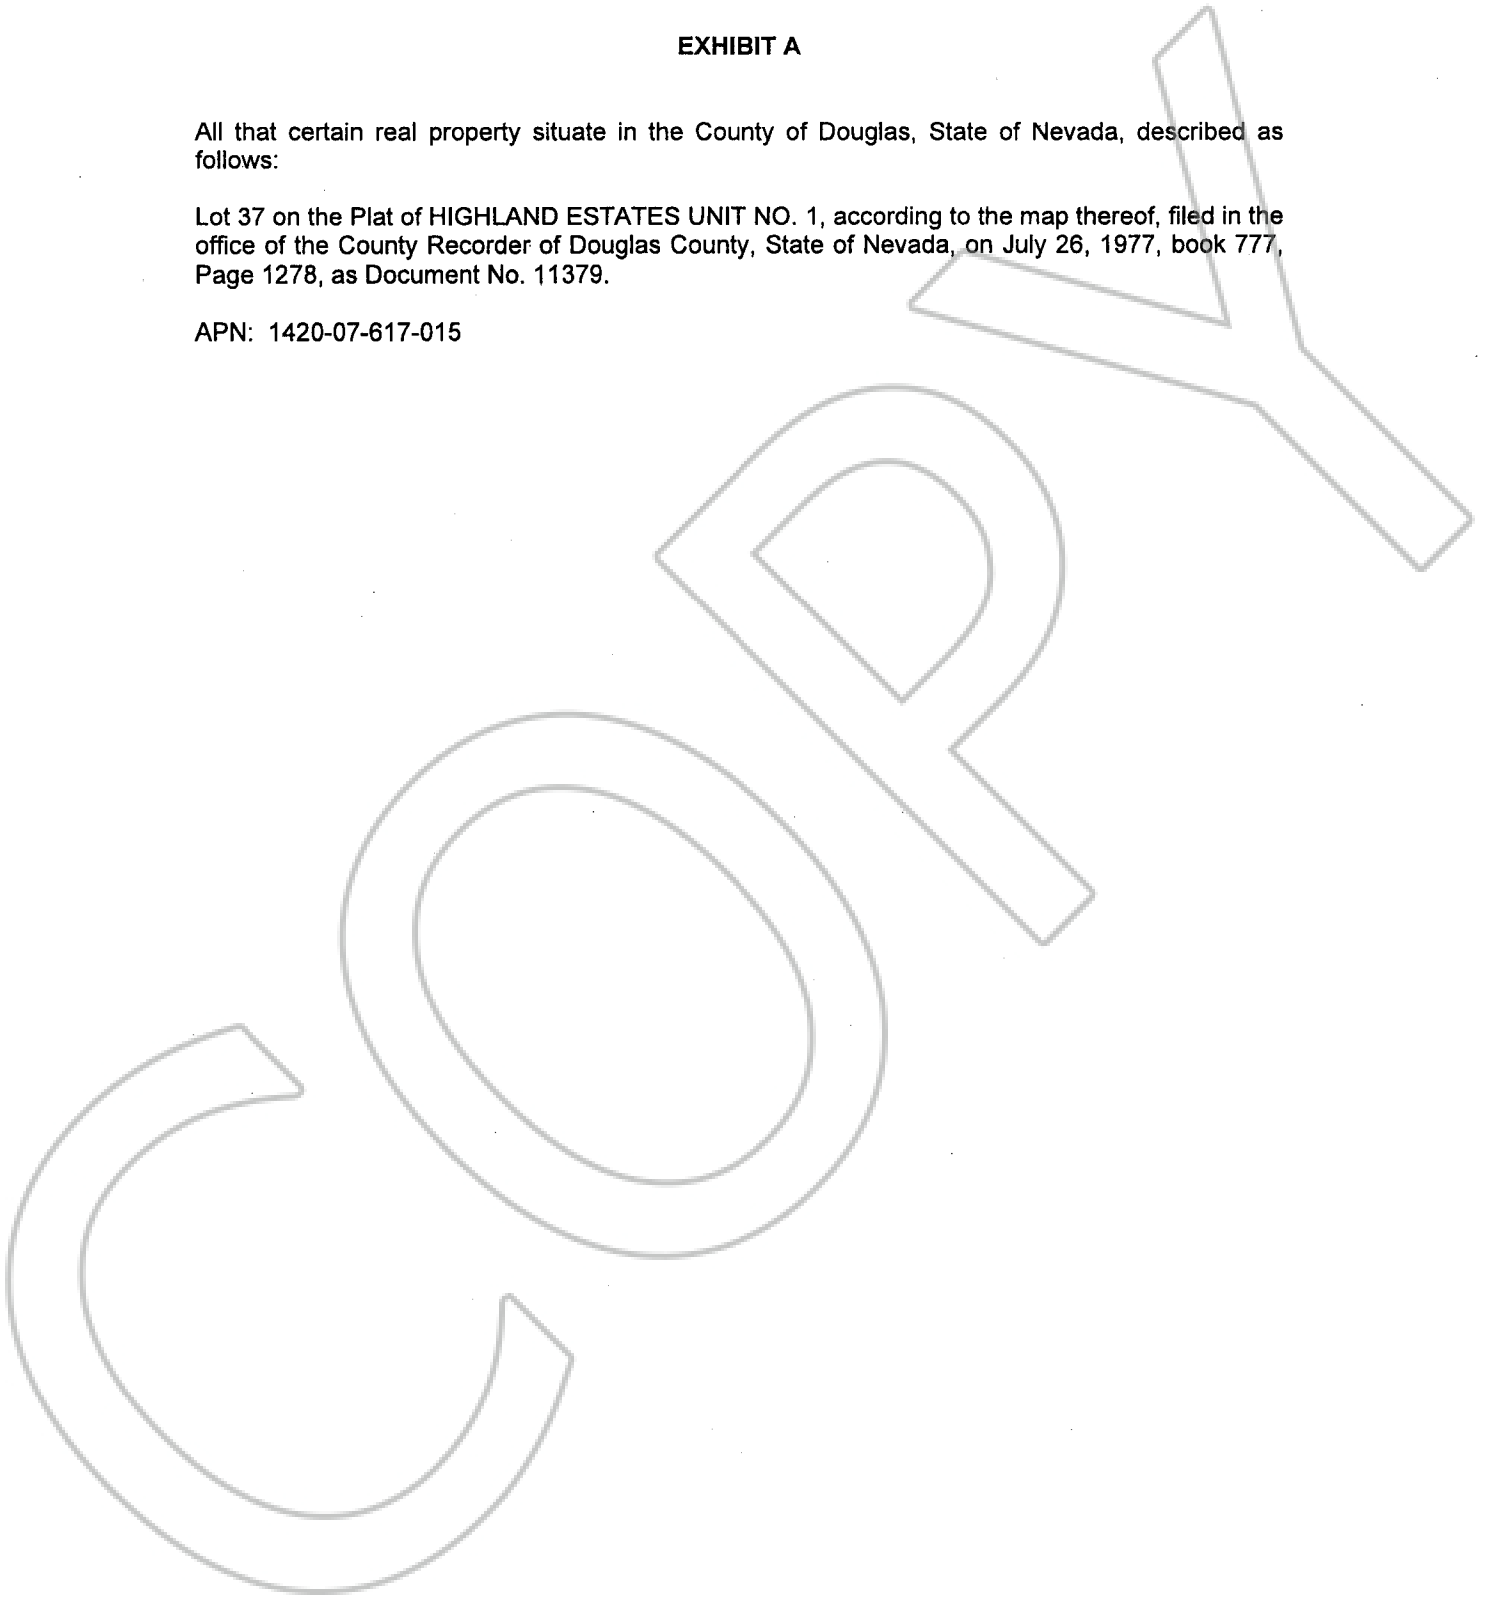 EXHIBIT A
All that certain real property situate in the County of Douglas, State of Nevada, described as
follows:
Lot 37 on the Plat of HIGHLAND ESTATES UNIT NO. 1, according to the map thereof, filed in the
office of the County Recorder of Douglas County, State of Nevada, on July 26, 1977, book 777,
Page 1278, as Document No. 11379.
APN: 1420-07-617-015
COPY